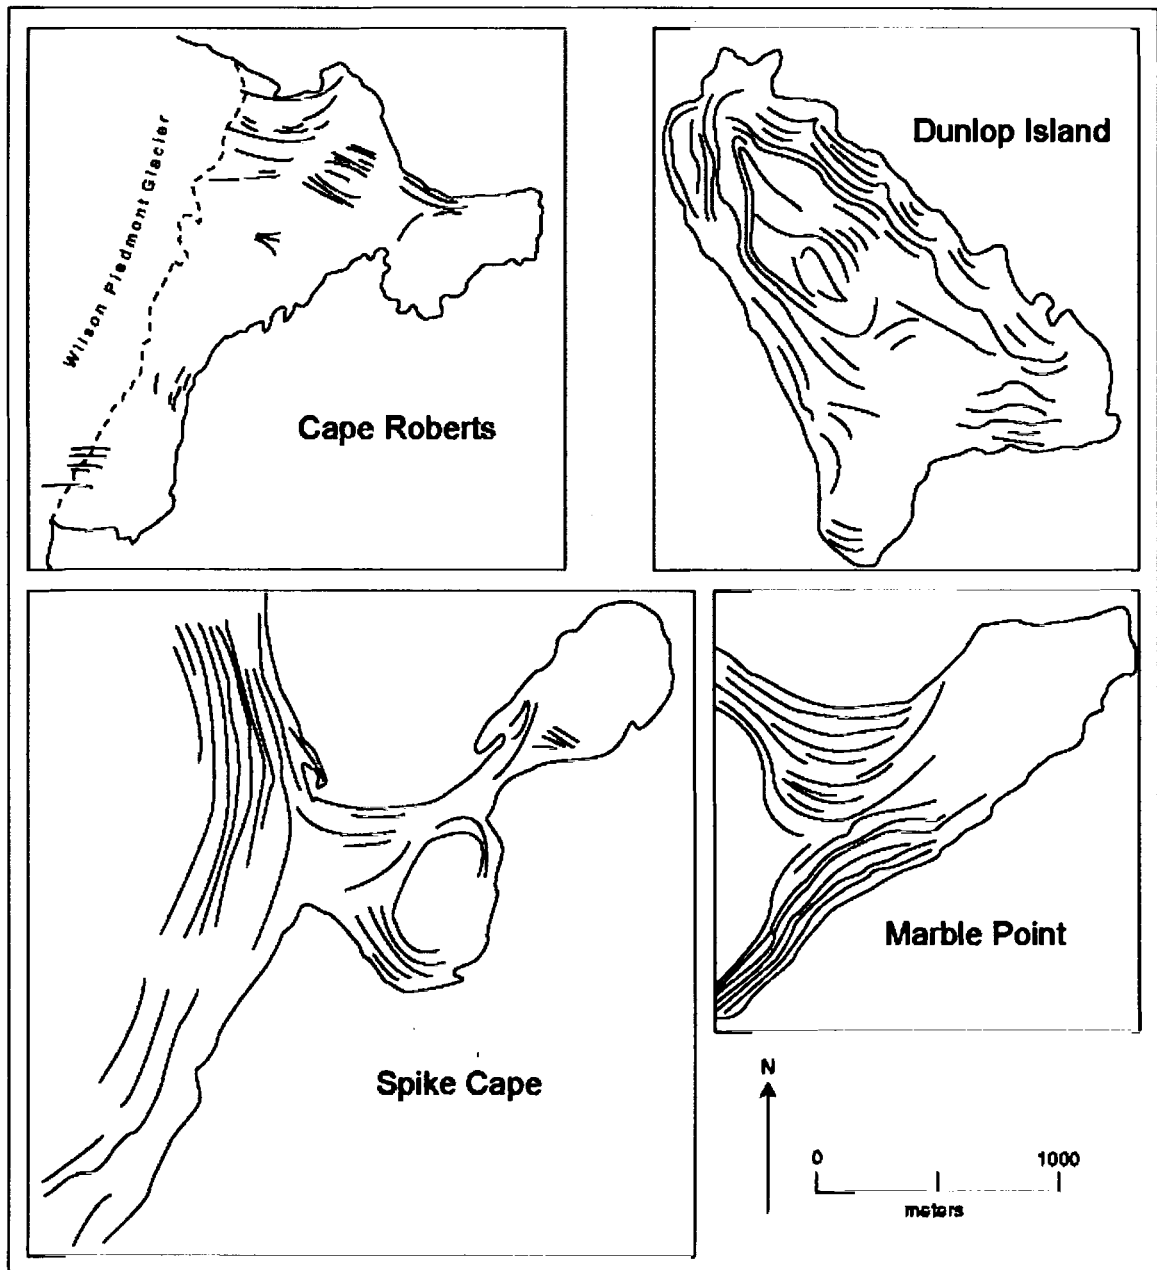 Wilson Piedmont Glacier
Cape Roberts
Dunlop Island
Spike Cape
Marble Point
N
0 1000
meters